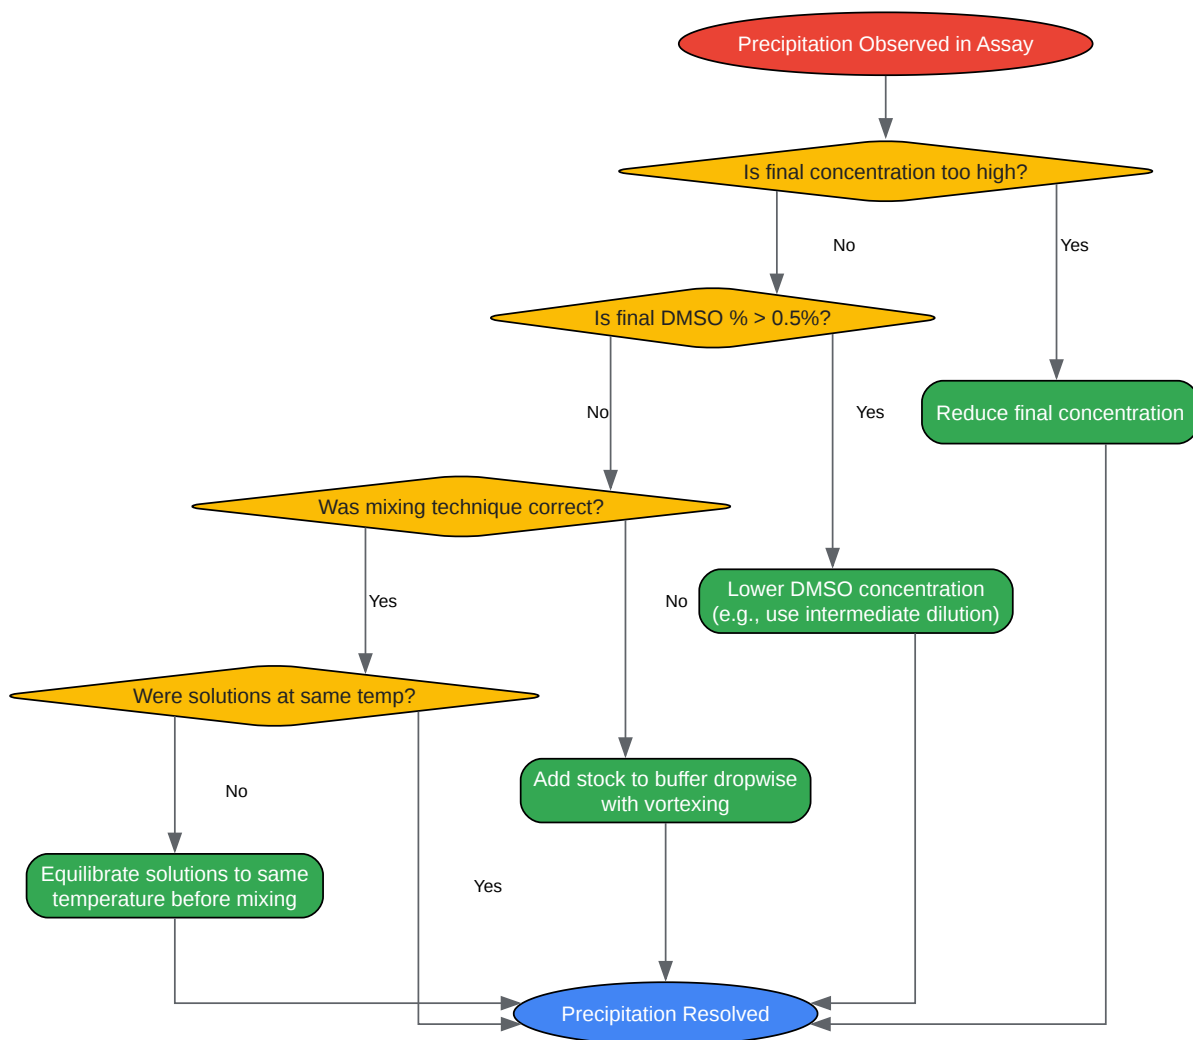 Precipitation Observed in Assay
Is final concentration too high?
No
Yes
Is final DMSO % > 0.5%?
No
Yes
Reduce final concentration
Was mixing technique correct?
Yes
No
Lower DMSO concentration
(e.g., use intermediate dilution)
Were solutions at same temp?
No
Yes
Add stock to buffer dropwise
with vortexing
Equilibrate solutions to same
temperature before mixing
Precipitation Resolved